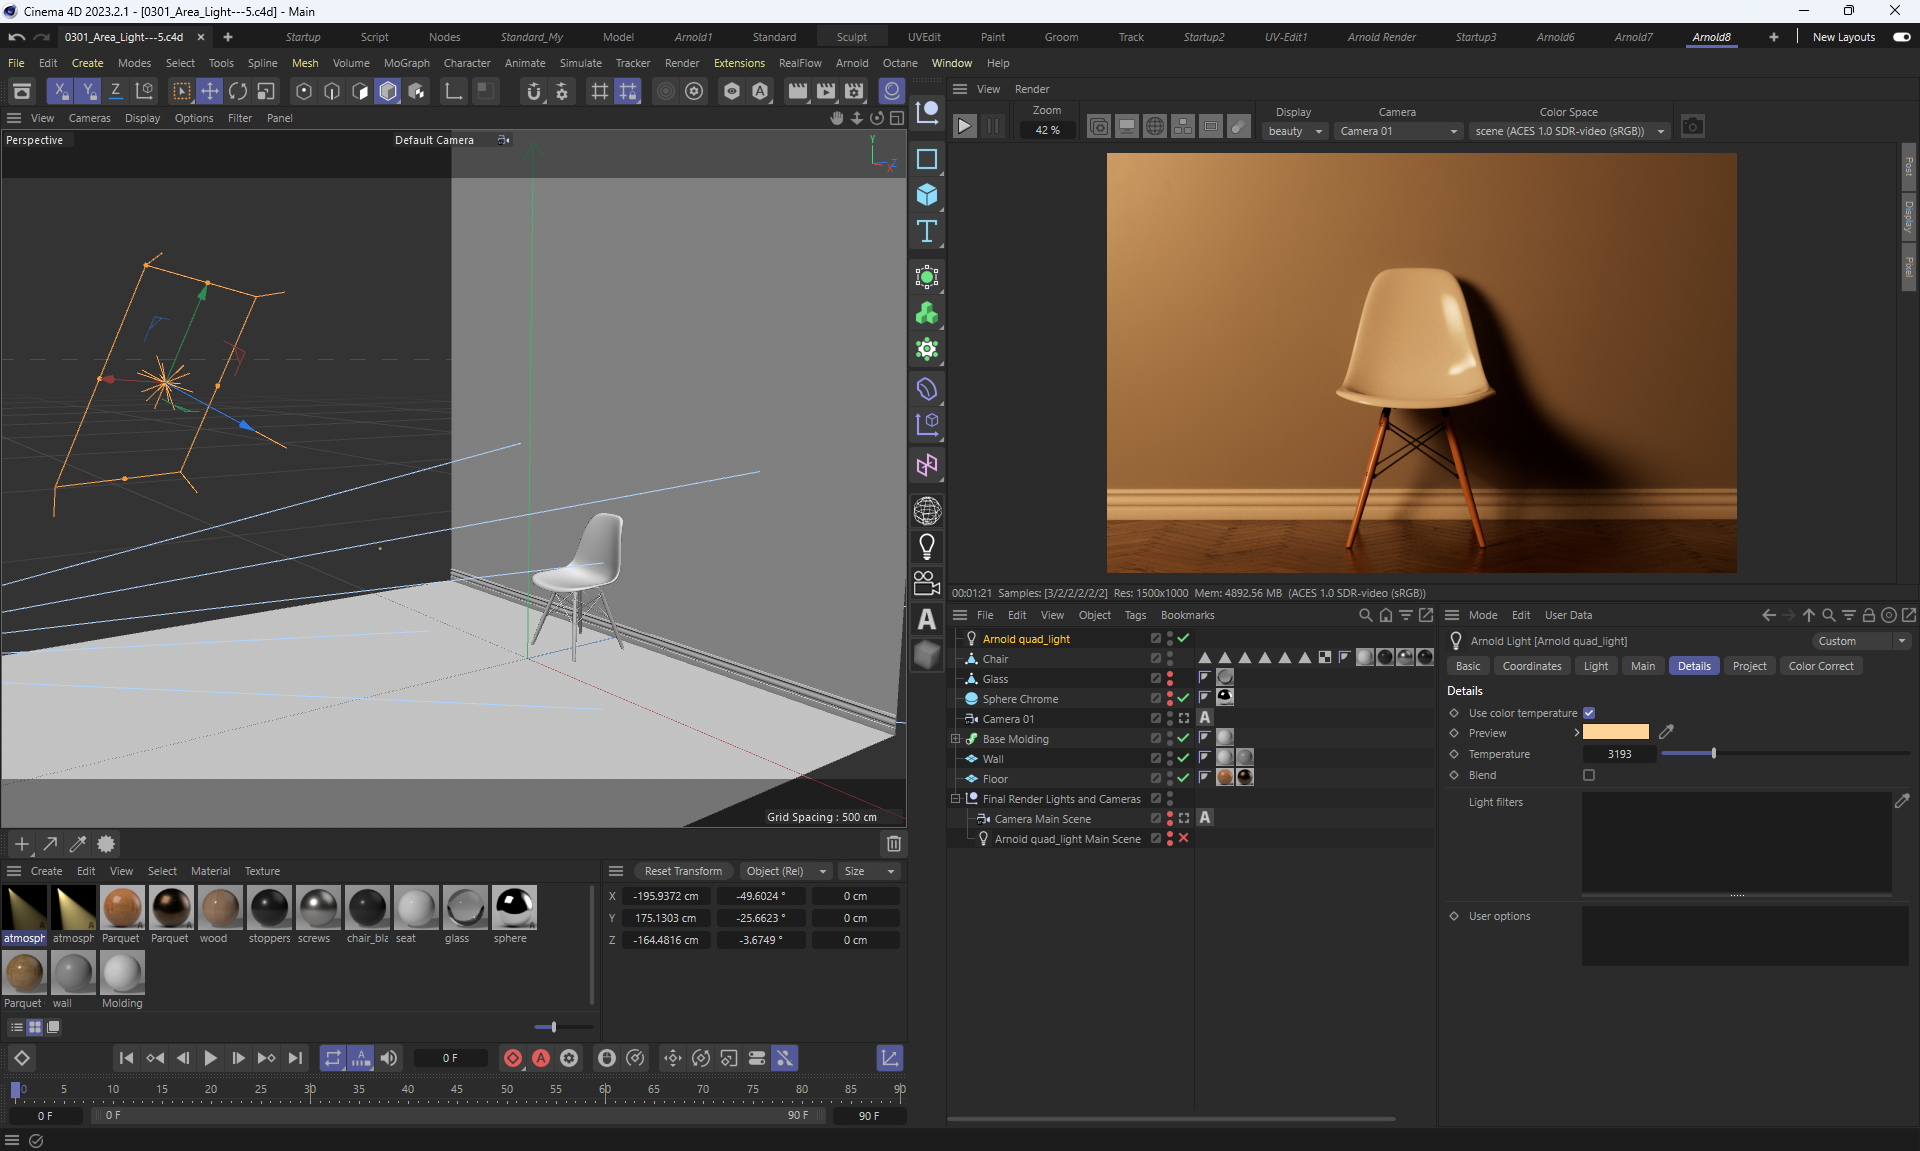 Cinema 4D 2023.2.1 - [0301_Area_Light---5.c4d] - Main
0301_Area_Light---5.c4d
Startup Script Nodes Standard_My Model Arnold1 Standard Sculpt UVEdit Paint Groom Track Startup2 UV-Edit1 Arnold Render Startup3 Arnold6 Arnold7 Arnold8 New Layouts
File Edit Create Modes Select Tools Spline Mesh Volume MoGraph Character Animate Simulate Tracker Render Extensions RealFlow Arnold Octane Window Help
X Y Z
View Cameras Display Options Filter Panel
Perspective
Default Camera
Y
Z
X
Grid Spacing : 500 cm
View Render
Zoom
42 %
Display
beauty
Camera
Camera 01
Color Space
scene (ACES 1.0 SDR-video (sRGB))
Post
Display
Pixel
00:01:21 Samples: [3/2/2/2/2/2] Res: 1500x1000 Mem: 4892.56 MB (ACES 1.0 SDR-video (sRGB))
File Edit View Object Tags Bookmarks
Arnold quad_light
Chair
Glass
Sphere Chrome
Camera 01
Base Molding
Wall
Floor
Final Render Lights and Cameras
Camera Main Scene
Arnold quad_light Main Scene
Mode Edit User Data
Arnold Light [Arnold quad_light]
Custom
Basic Coordinates Light Main Details Project Color Correct
Details
Use color temperature
Preview
Temperature 3193
Blend
Light filters
User options
Create Edit View Select Material Texture
atmosph atmosph Parquet Parquet wood stoppers screws chair_bla seat glass sphere
Parquet wall Molding
Reset Transform Object (Rel) Size
X -195.9372 cm -49.6024 ° 0 cm
Y 175.1303 cm -25.6623 ° 0 cm
Z -164.4816 cm -3.6749 ° 0 cm
0 F
0 5 10 15 20 25 30 35 40 45 50 55 60 65 70 75 80 85 90
0 F 0 F 90 F 90 F